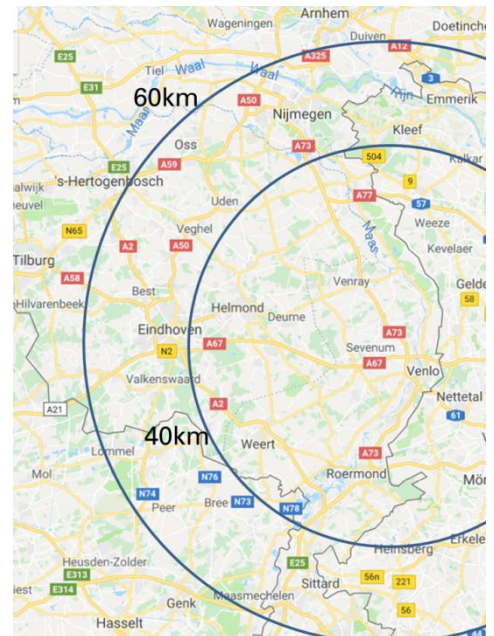 Arnhem
Wageningen
Doetinche
Duiven
A12
A325
E25
Tiel
Waal
Waal
3
E31
60km
A50
Rijn
Emmerik
Maas
Nijmegen
Kleef
Oss
A73
504
E25
A59
Kalkar
's-Hertogenbosch
9
alwijk
A77
Uden
57
euvel
N65
Veghel
Maas
Weeze
A2
A50
Kevelaer
Tilburg
A58
Venray
Gelde
Best
58
Hilvarenbeek
Helmond
Deurne
Eindhoven
A73
A67
Sevenum
N2
A67
Venlo
Valkenswaard
Nettetal
A21
A2
61
40km
Weert
Lommel
A73
Mol
N76
Roermond
N74
Bree
N73
N78
Peer
Mön
Erkele
Heinsberg
Heusden-Zolder
E25
E313
56n
221
iest
E314
Sittard
Maasmechelen
Genk
56
Hasselt